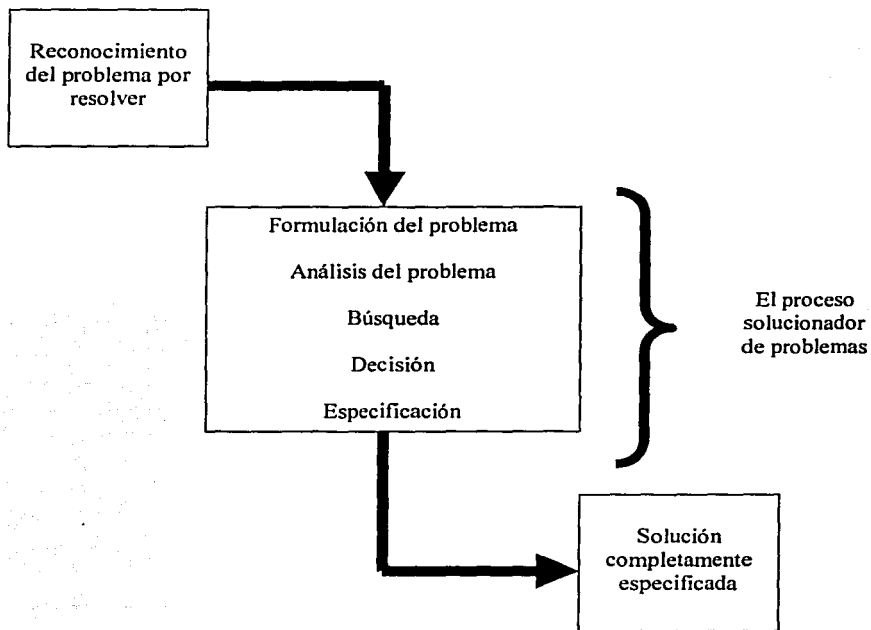 Reconocimiento
del problema por
resolver
Formulación del problema
Análisis del problema
Búsqueda
Decisión
Especificación
El proceso
solucionador
de problemas
Solución
completamente
especificada